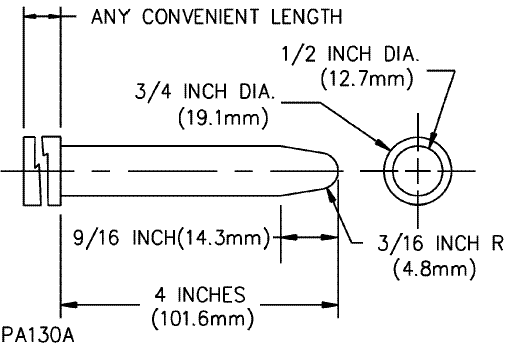 ANY CONVENIENT LENGTH
1/2 INCH DIA.
(12.7mm)
3/4 INCH DIA.
(19.1mm)
9/16 INCH(14.3mm)
3/16 INCH R
(4.8mm)
4 INCHES
(101.6mm)
PA130A